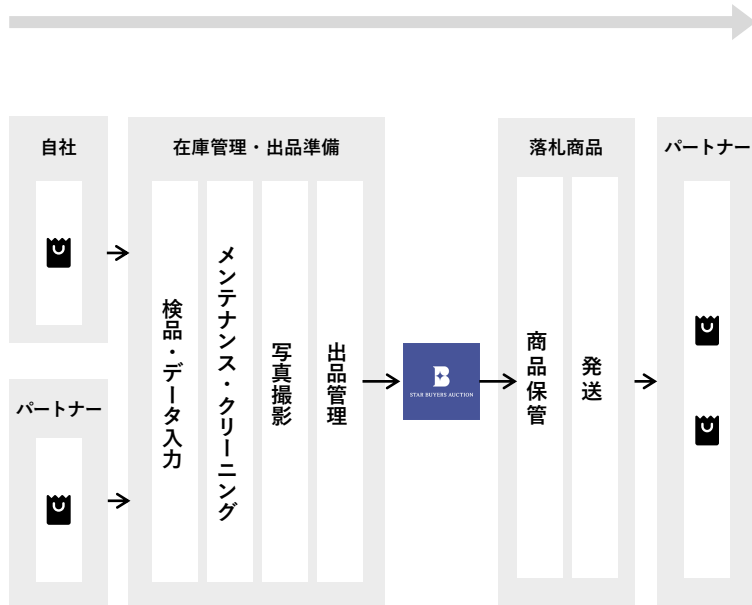 自社
パートナー
在庫管理・出品準備
検品・データ入力
メンテナンス・クリーニング
写真撮影
出品管理
B
STAR BUYERS AUCTION
落札商品
商品保管
発送
パートナー